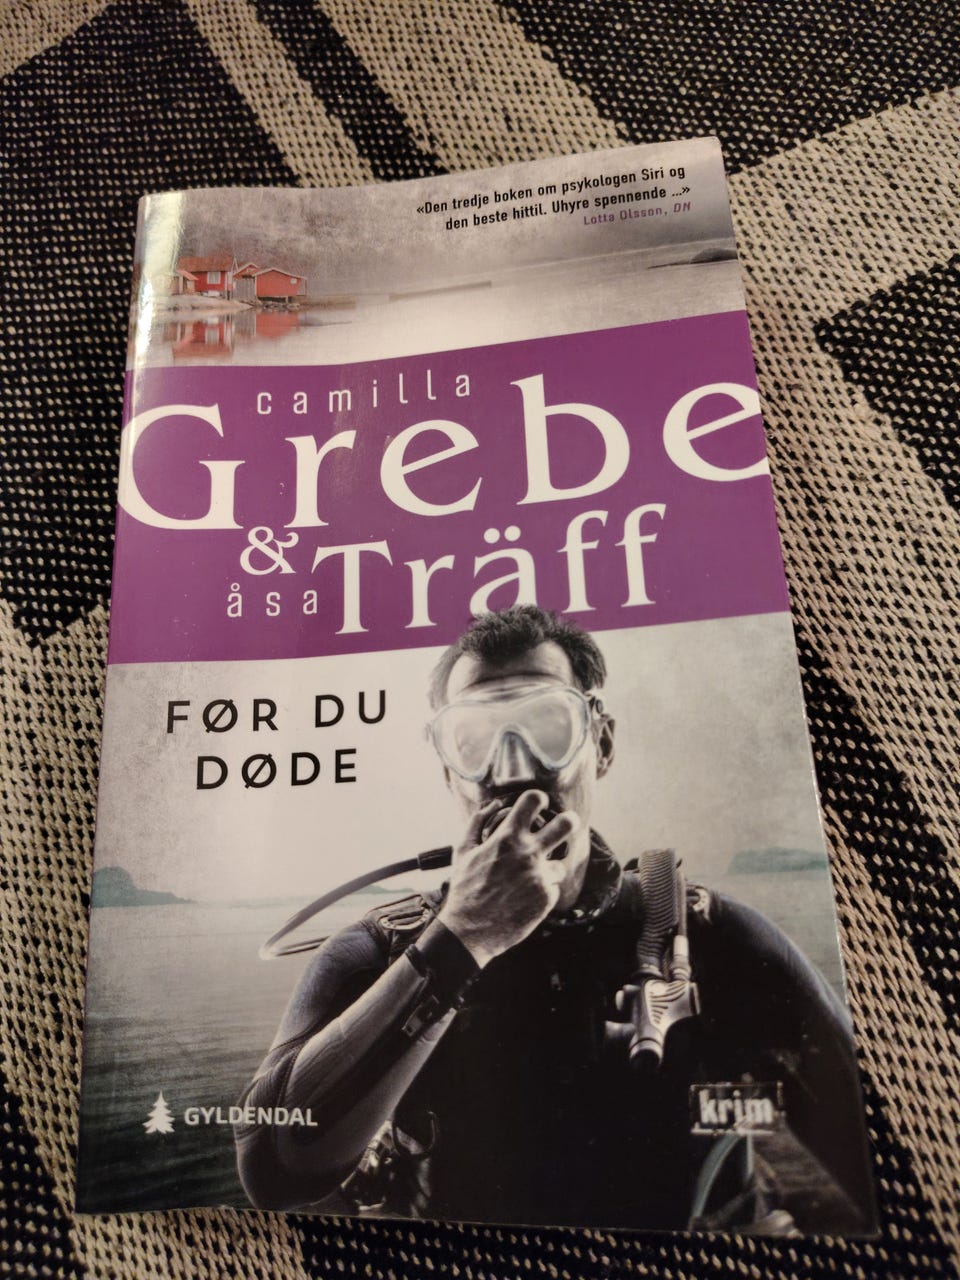 «Den tredje boken om psykologen Siri og
den beste hittil. Uhyre spennende ...»
Lotta Olsson, DN
camilla
Grebe
& Träff
åsa
FØR DU
DØDE
GYLDENDAL
krim